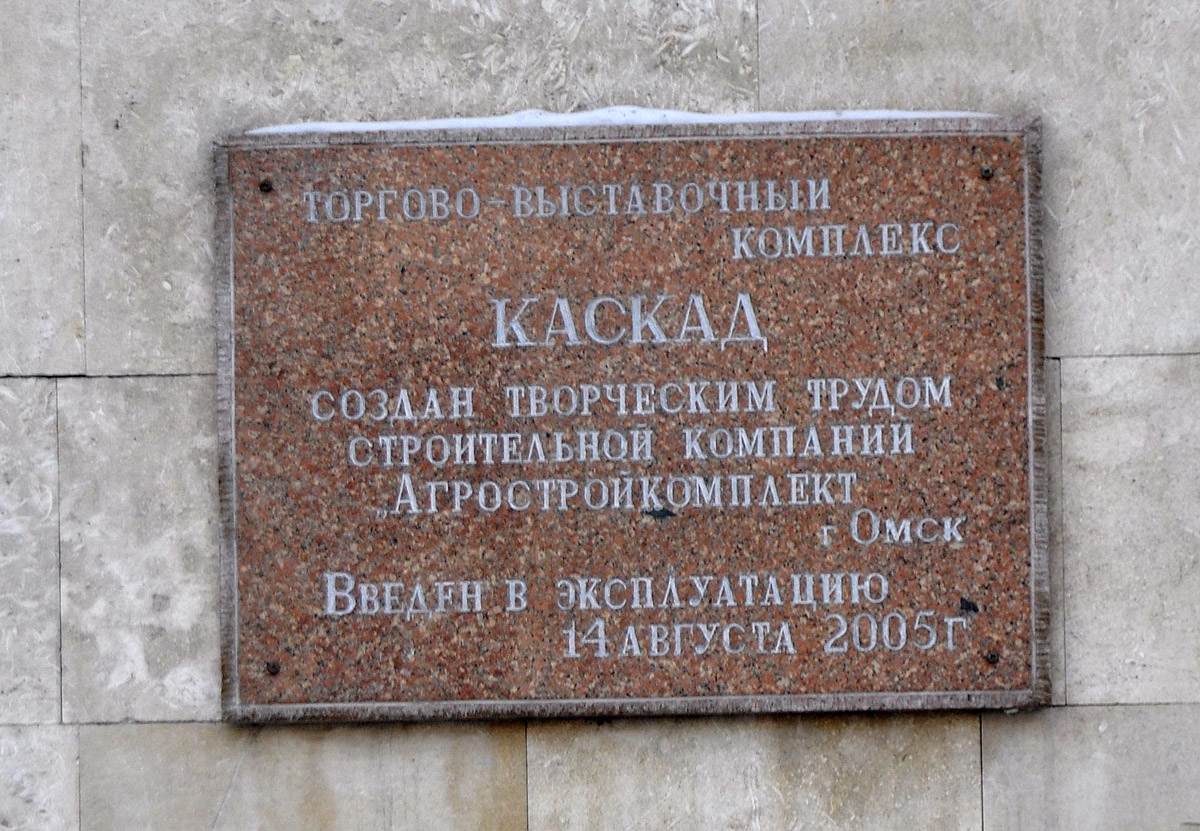 ТОРГОВО-ВЫСТАВОЧНЫЙ
КОМПЛЕКС
КАСКАД
СОЗДАН ТВОРЧЕСКИМ ТРУДОМ
СТРОИТЕЛЬНОЙ КОМПАНИИ
„АГРОСТРОЙКОМПЛЕКТ
г ОМСК
ВВЕДЕН В ЭКСПЛУАТАЦИЮ
14 АВГУСТА 2005Г